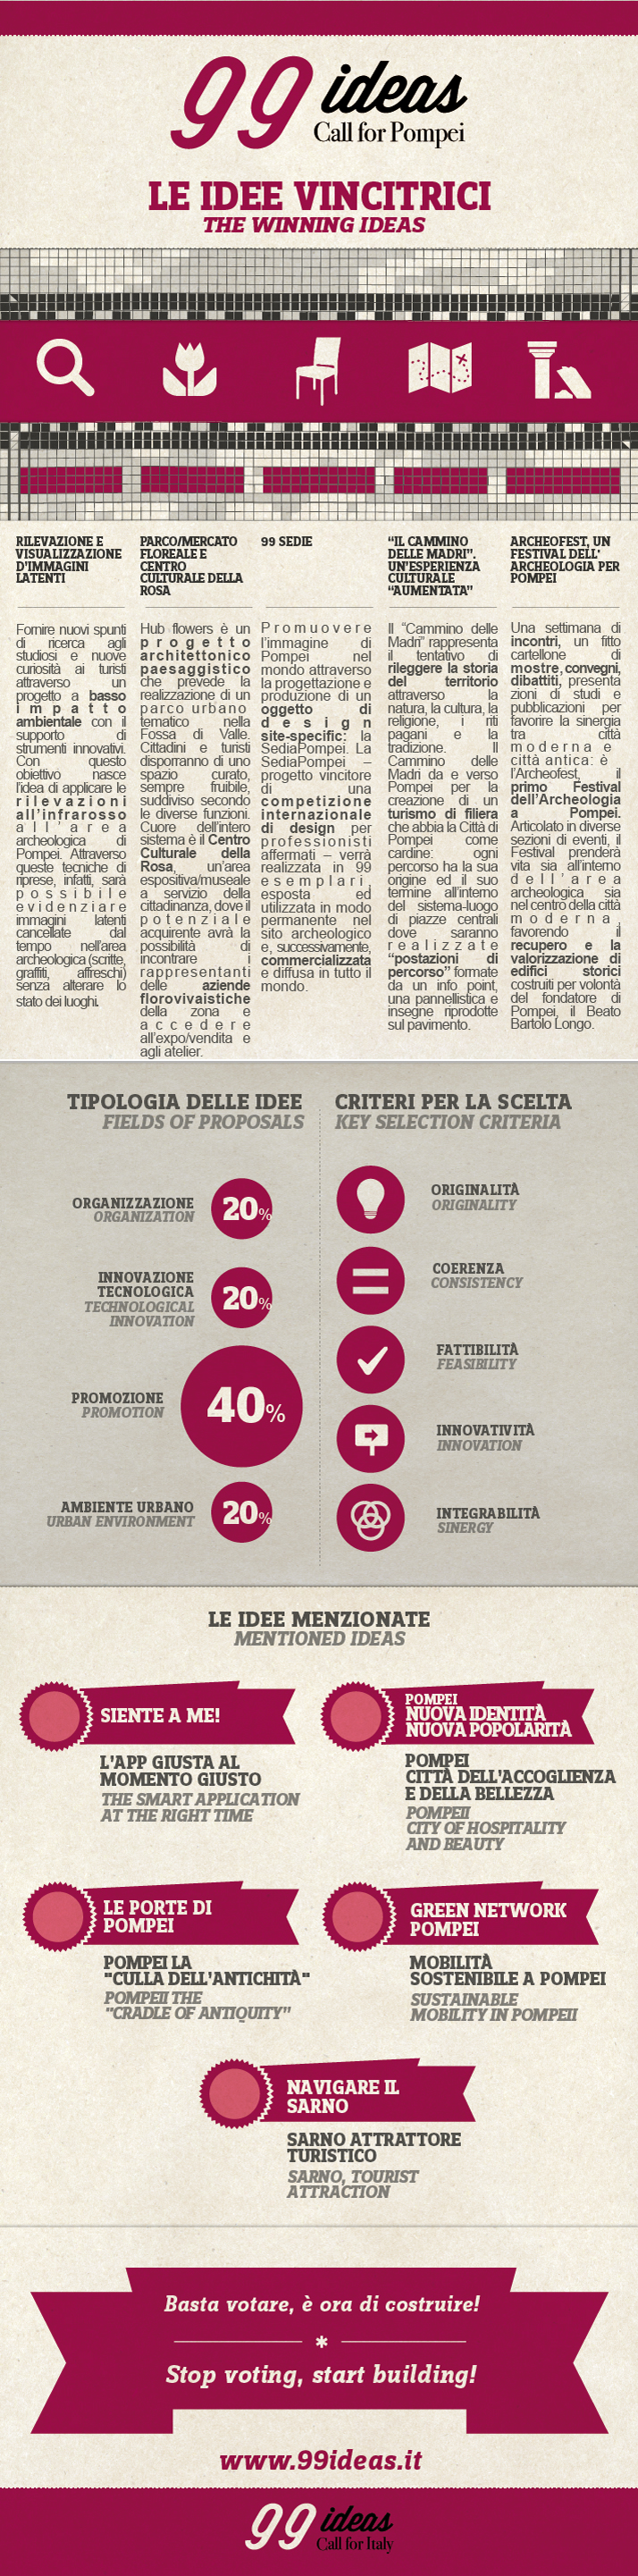 99 ideas
Call for Pompei
LE IDEE VINCITRICI
THE WINNING IDEAS
RILEVAZIONE E
VISUALIZZAZIONE
D'IMMAGINI
LATENTI
Fornire nuovi spunti
di ricerca agli
studiosi e nuove
curiosità ai turisti
attraverso un
progetto a basso
impatto
ambientale con il
supporto di
strumenti innovativi.
Con questo
obiettivo nasce
l'idea di applicare le
rilevazioni
all'infrarosso
all'area
archeologica di
Pompei. Attraverso
queste tecniche di
riprese, infatti, sarà
possibile
evidenziare
immagini latenti
cancellate dal
tempo nell'area
archeologica (scritte,
graffiti, affreschi)
senza alterare lo
stato dei luoghi.
PARCO/MERCATO
FLOREALE E
CENTRO
CULTURALE DELLA
ROSA
Hub flowers è un
progetto
architettonico
paesaggistico
che prevede la
realizzazione di un
parco urbano
tematico nella
Fossa di Valle.
Cittadini e turisti
disporranno di uno
spazio curato,
sempre fruibile,
suddiviso secondo
le diverse funzioni.
Cuore dell'intero
sistema è il Centro
Culturale della
Rosa, un'area
espositiva/museale
a servizio della
cittadinanza, dove il
potenziale
acquirente avrà la
possibilità di
incontrare i
rappresentanti
delle aziende
florovivaistiche
della zona e
accedere
all'expo/vendita e
agli atelier.
99 SEDIE
Promuovere
l'immagine di
Pompei nel
mondo attraverso
la progettazione e
produzione di un
oggetto di
design
site-specific: la
SediaPompei. La
SediaPompei –
progetto vincitore
di una
competizione
internazionale
di design per
professionisti
affermati – verrà
realizzata in 99
esemplari,
esposta ed
utilizzata in modo
permanente nel
sito archeologico
e, successivamente,
commercializzata
e diffusa in tutto il
mondo.
“IL CAMMINO
DELLE MADRI”.
UN'ESPERIENZA
CULTURALE
“AUMENTATA”
Il “Cammino delle
Madri” rappresenta
il tentativo di
rileggere la storia
del territorio
attraverso la
natura, la cultura, la
religione, i riti
pagani e la
tradizione. Il
Cammino delle
Madri da e verso
Pompei per la
creazione di un
turismo di filiera
che abbia la Città di
Pompei come
cardine: ogni
percorso ha la sua
origine ed il suo
termine all'interno
del sistema-luogo
di piazze centrali
dove saranno
realizzate
“postazioni di
percorso” formate
da un info point,
una pannellistica e
insegne riprodotte
sul pavimento.
ARCHEOFEST, UN
FESTIVAL DELL'
ARCHEOLOGIA PER
POMPEI
Una settimana di
incontri, un fitto
cartellone di
mostre, convegni,
dibattiti, presenta
zioni di studi e
pubblicazioni per
favorire la sinergia
tra città
moderna e
città antica: è
l'Archeofest, il
primo Festival
dell'Archeologia
a Pompei.
Articolato in diverse
sezioni di eventi, il
Festival prenderà
vita sia all'interno
dell'area
archeologica sia
nel centro della città
moderna,
favorendo il
recupero e la
valorizzazione di
edifici storici
costruiti per volontà
del fondatore di
Pompei, il Beato
Bartolo Longo.
TIPOLOGIA DELLE IDEE
FIELDS OF PROPOSALS
ORGANIZZAZIONE
ORGANIZATION
20%
INNOVAZIONE
TECNOLOGICA
TECHNOLOGICAL
INNOVATION
20%
PROMOZIONE
PROMOTION
40%
AMBIENTE URBANO
URBAN ENVIRONMENT
20%
CRITERI PER LA SCELTA
KEY SELECTION CRITERIA
ORIGINALITÀ
ORIGINALITY
COERENZA
CONSISTENCY
FATTIBILITÀ
FEASIBILITY
INNOVATIVITÀ
INNOVATION
INTEGRABILITÀ
SINERGY
LE IDEE MENZIONATE
MENTIONED IDEAS
SIENTE A ME!
L'APP GIUSTA AL
MOMENTO GIUSTO
THE SMART APPLICATION
AT THE RIGHT TIME
POMPEI
NUOVA IDENTITÀ
NUOVA POPOLARITÀ
POMPEI
CITTÀ DELL'ACCOGLIENZA
E DELLA BELLEZZA
POMPEII
CITY OF HOSPITALITY
AND BEAUTY
LE PORTE DI
POMPEI
POMPEI LA
"CULLA DELL'ANTICHITÀ"
POMPEII THE
"CRADLE OF ANTIQUITY"
GREEN NETWORK
POMPEI
MOBILITÀ
SOSTENIBILE A POMPEI
SUSTAINABLE
MOBILITY IN POMPEII
NAVIGARE IL
SARNO
SARNO ATTRATTORE
TURISTICO
SARNO, TOURIST
ATTRACTION
Basta votare, è ora di costruire!
Stop voting, start building!
www.99ideas.it
99 ideas
Call for Italy